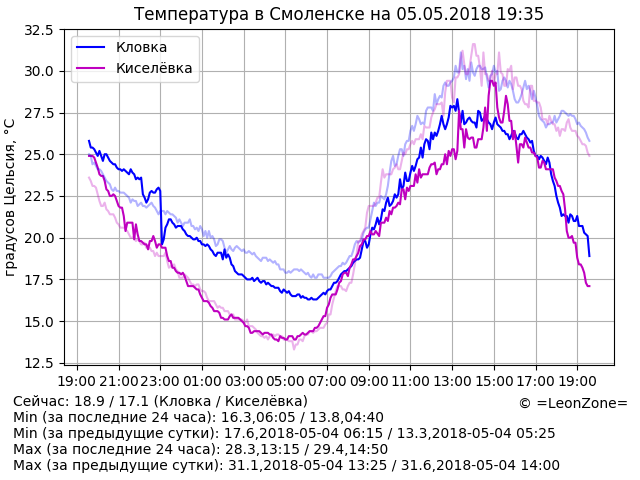 Температура в Смоленске на 05.05.2018 19:35
градусов Цельсия, °C
32.5
30.0
27.5
25.0
22.5
20.0
17.5
15.0
12.5
Кловка
Киселёвка
19:00 21:00 23:00 01:00 03:00 05:00 07:00 09:00 11:00 13:00 15:00 17:00 19:00
Сейчас: 18.9 / 17.1 (Кловка / Киселёвка)
© =LeonZone=
Min (за последние 24 часа): 16.3,06:05 / 13.8,04:40
Min (за предыдущие сутки): 17.6,2018-05-04 06:15 / 13.3,2018-05-04 05:25
Max (за последние 24 часа): 28.3,13:15 / 29.4,14:50
Max (за предыдущие сутки): 31.1,2018-05-04 13:25 / 31.6,2018-05-04 14:00